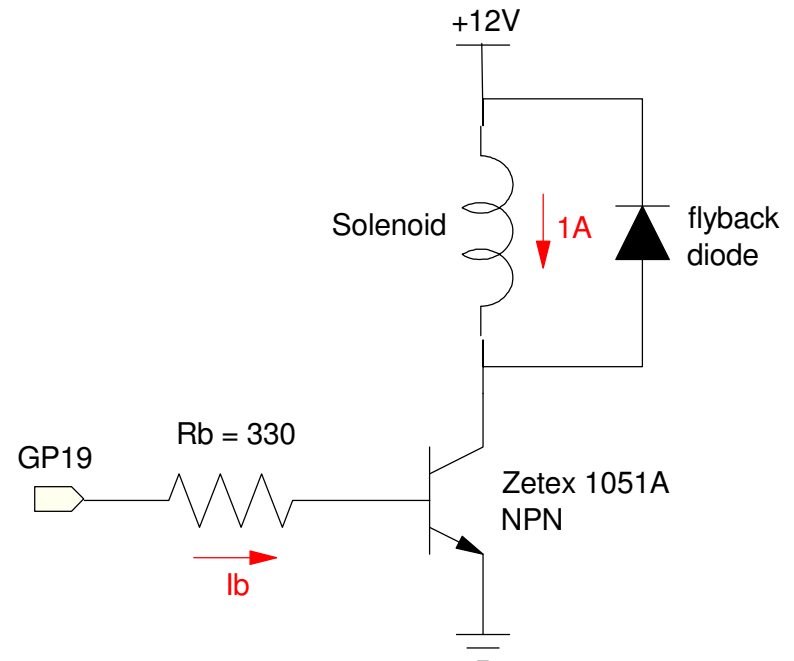 +12V
Solenoid
1A
flyback
diode
Rb = 330
GP19
Zetex 1051A
NPN
Ib